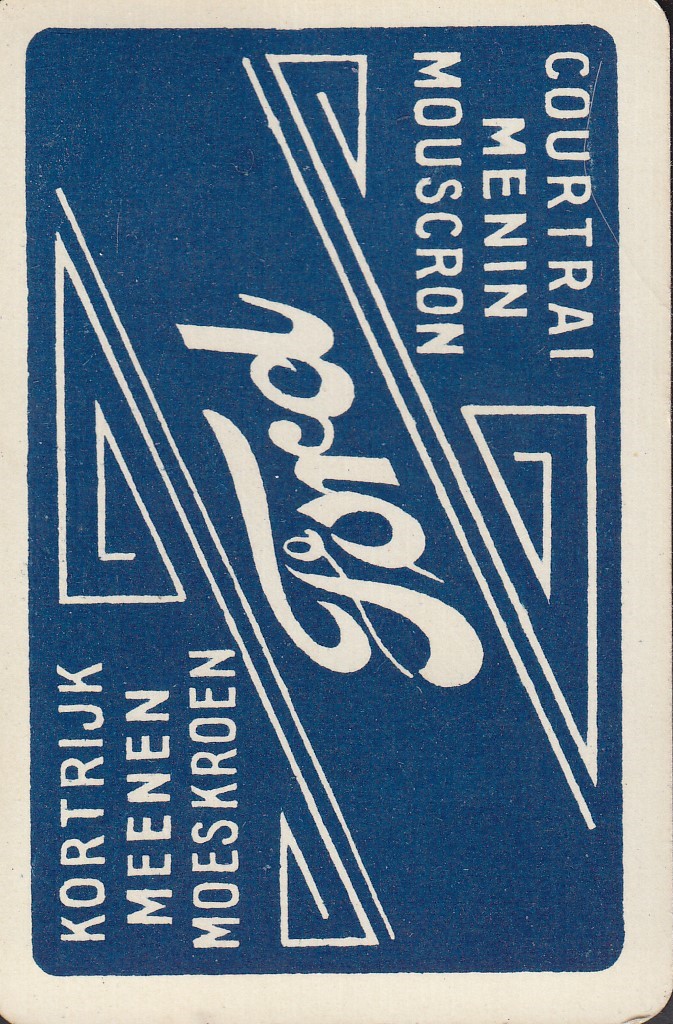 COURTRAI
MENIN
MOUSCRON
Ford
KORTRIJK
MEENEN
MOESKROEN